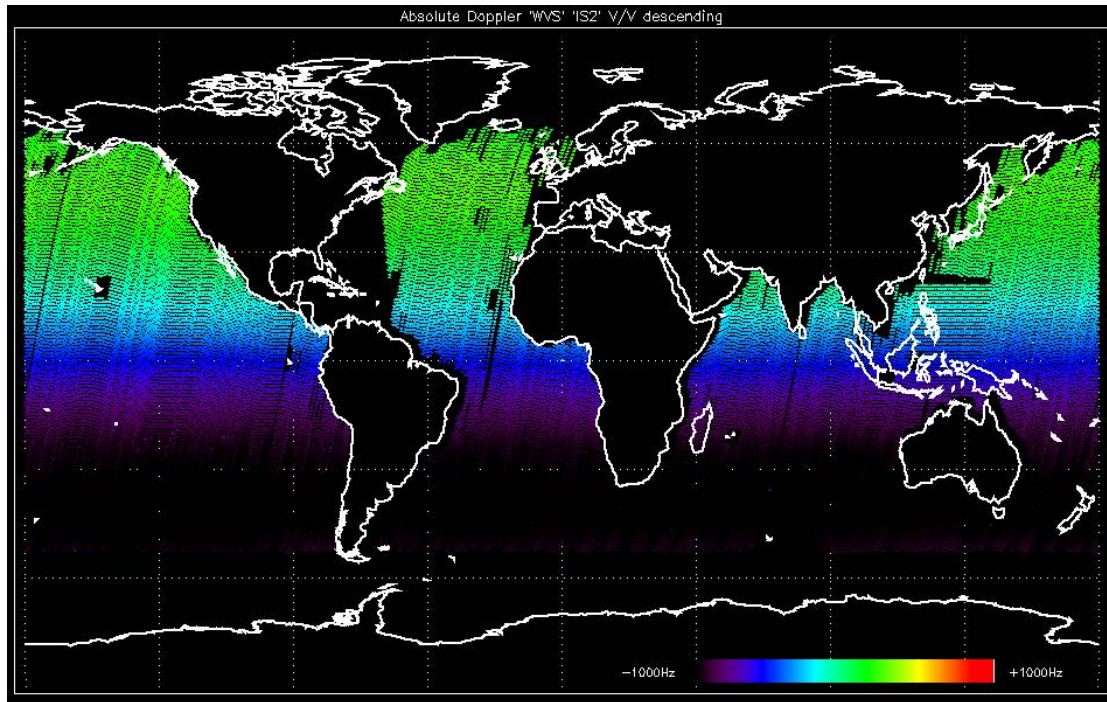 Absolute Doppler 'WVS' 'IS2' V/V descending
−1000Hz +1000Hz